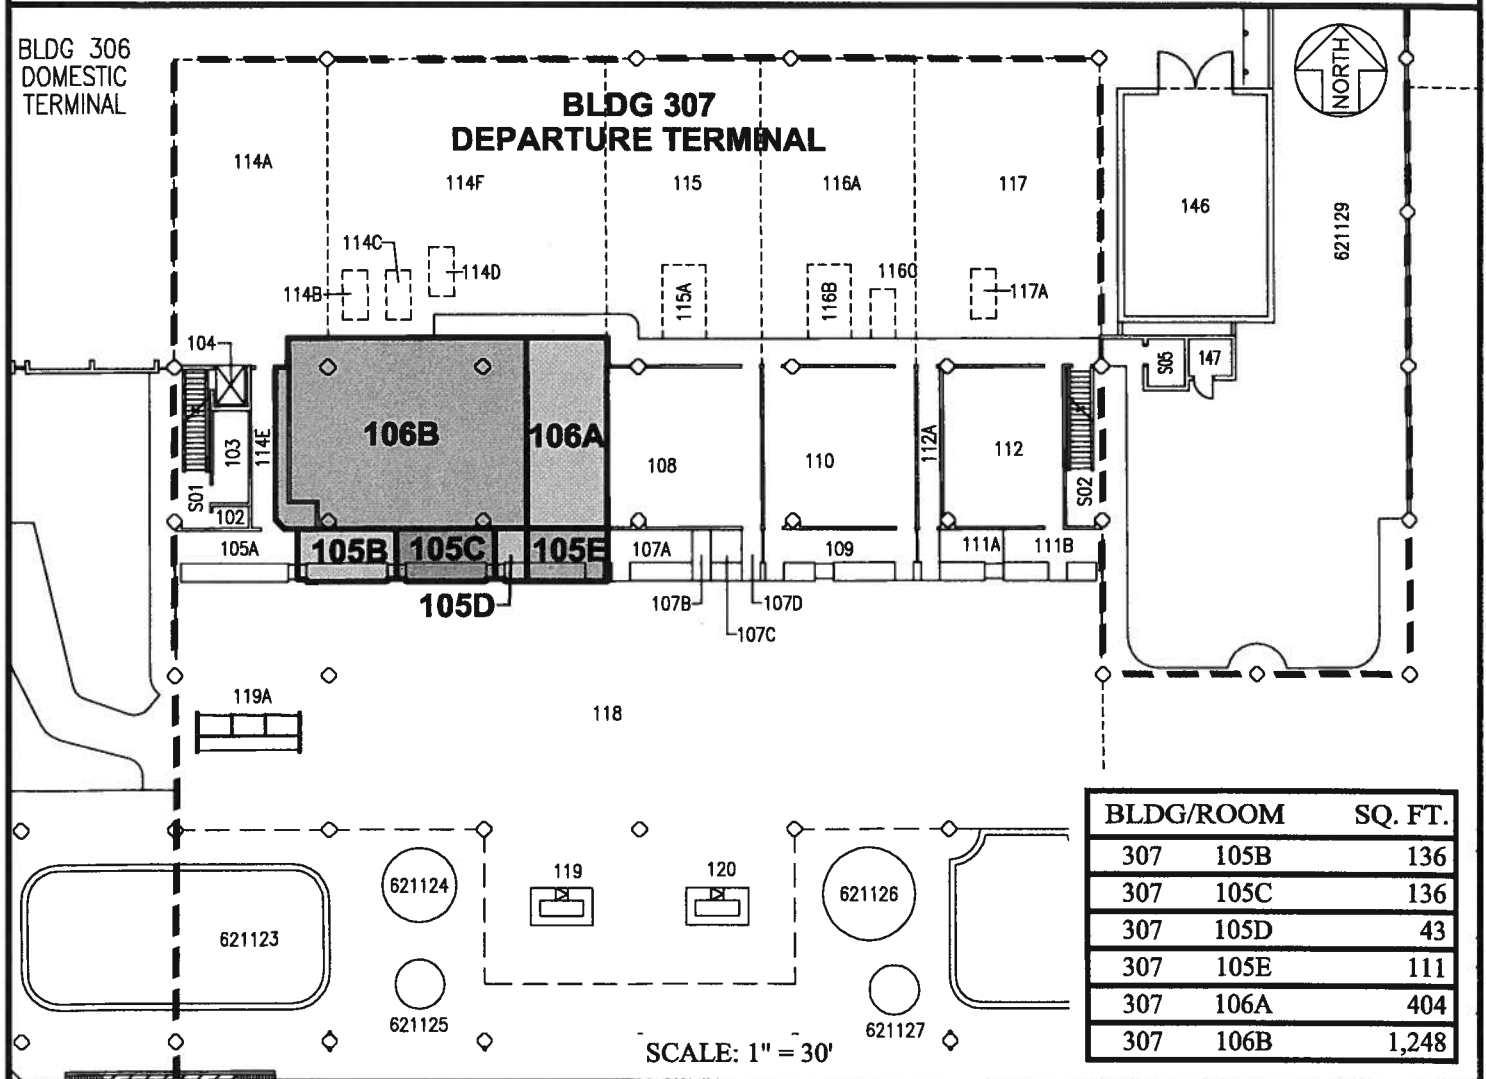 BLDG 306
DOMESTIC
TERMINAL
BLDG 307
DEPARTURE TERMINAL
NORTH
114A
114F
115
116A
117
146
621129
114C
114D
114B
115A
116B
116C
117A
104
S05
147
103
114E
106B
106A
108
110
112A
112
S01
S02
102
105A
105B
105C
105E
107A
109
111A
111B
105D
107B
107D
107C
119A
118
BLDG/ROOM SQ. FT.
307 105B 136
307 105C 136
307 105D 43
307 105E 111
307 106A 404
307 106B 1,248
621124
119
120
621126
621123
621125
621127
SCALE: 1" = 30'